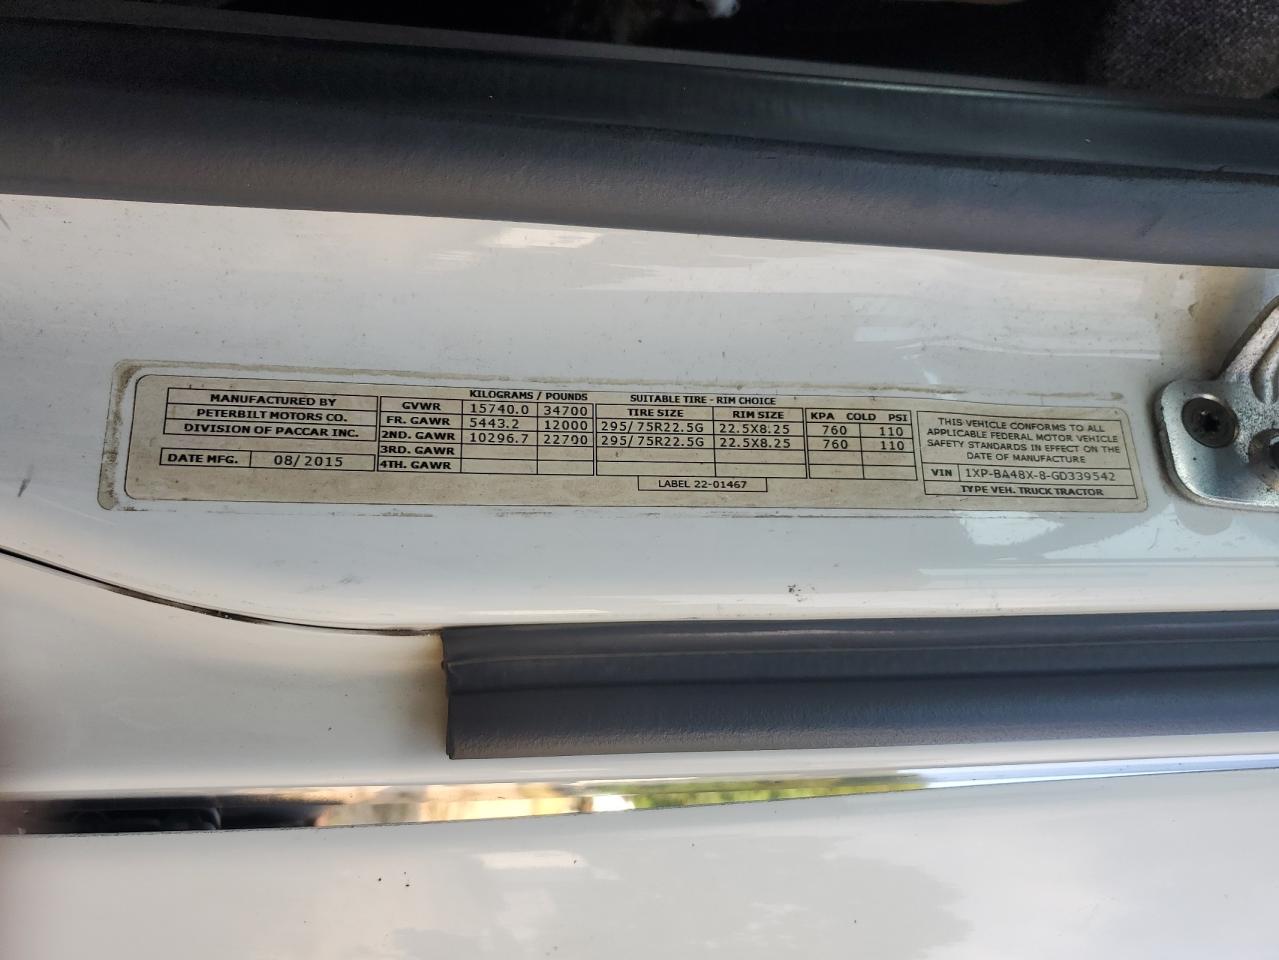 MANUFACTURED BY
PETERBILT MOTORS CO.
DIVISION OF PACCAR INC.
DATE MFG. 08/2015
KILOGRAMS / POUNDS
GVWR 15740.0 34700
FR. GAWR 5443.2 12000
2ND. GAWR 10296.7 22700
3RD. GAWR
4TH. GAWR
SUITABLE TIRE - RIM CHOICE
TIRE SIZE RIM SIZE KPA COLD PSI
295/75R22.5G 22.5X8.25 760 110
295/75R22.5G 22.5X8.25 760 110
LABEL 22-01467
THIS VEHICLE CONFORMS TO ALL
APPLICABLE FEDERAL MOTOR VEHICLE
SAFETY STANDARDS IN EFFECT ON THE
DATE OF MANUFACTURE
VIN 1XP-BA48X-8-GD339542
TYPE VEH. TRUCK TRACTOR